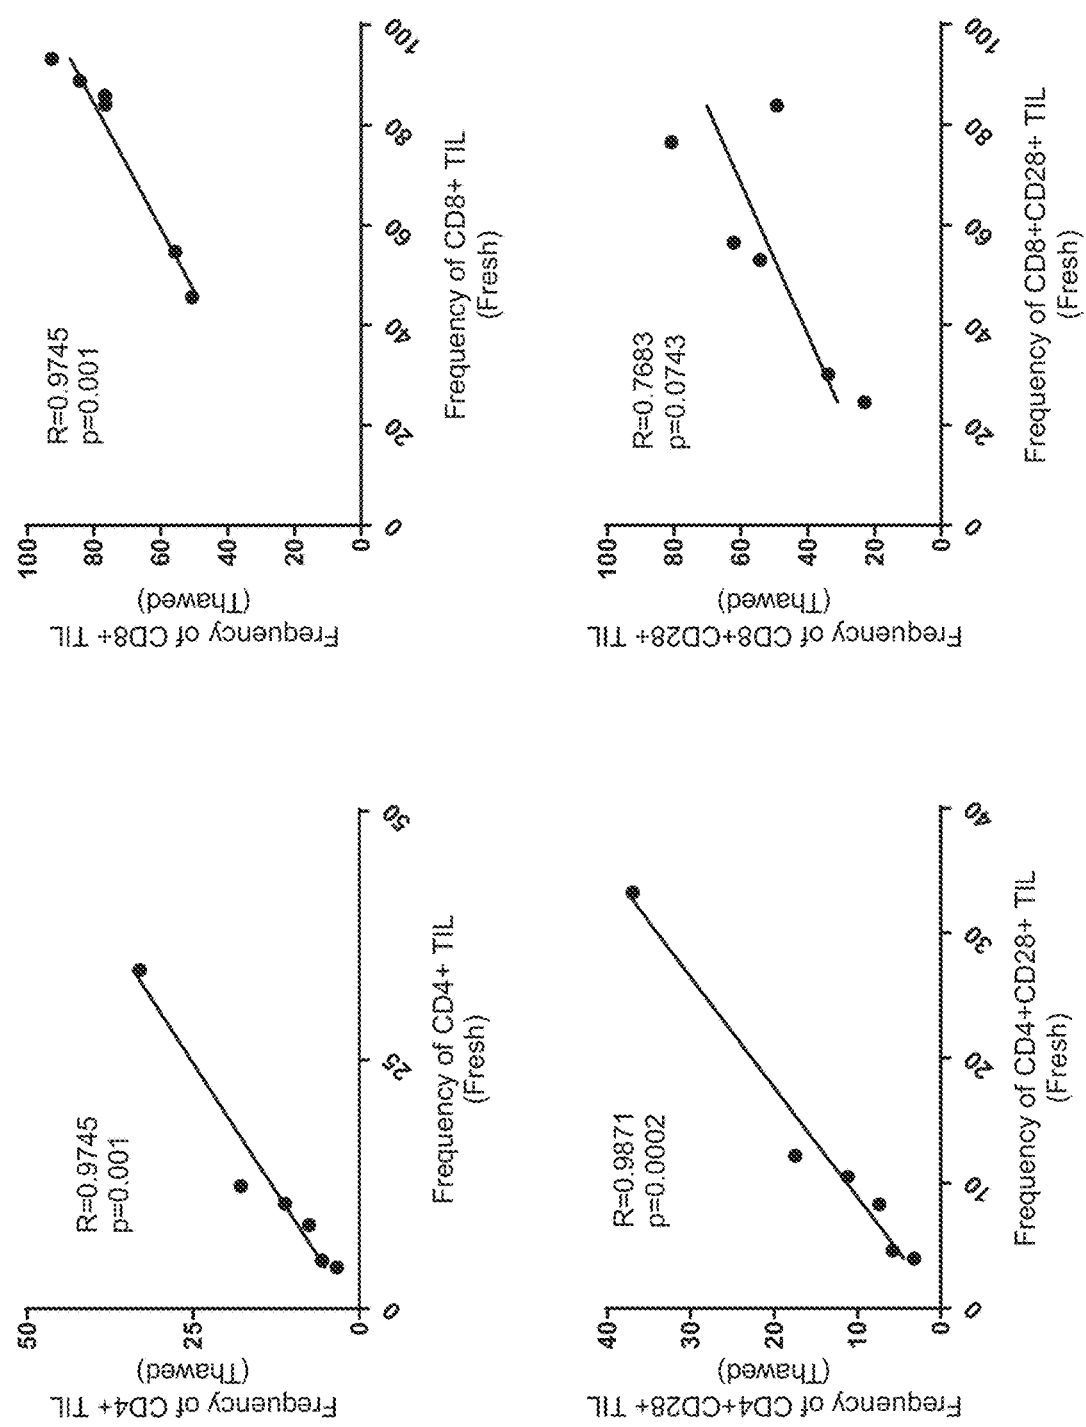 Frequency of CD4+ TIL
(Thawed)
50
25
0
R=0.9745
p=0.001
0
25
50
Frequency of CD4+ TIL
(Fresh)
Frequency of CD8+ TIL
(Thawed)
100
80
60
40
20
0
R=0.9745
p=0.001
0
20
40
60
80
100
Frequency of CD8+ TIL
(Fresh)
Frequency of CD4+CD28+ TIL
(Thawed)
40
30
20
10
0
R=0.9871
p=0.0002
0
10
20
30
40
Frequency of CD4+CD28+ TIL
(Fresh)
Frequency of CD8+CD28+ TIL
(Thawed)
100
80
60
40
20
0
R=0.7683
p=0.0743
0
20
40
60
80
100
Frequency of CD8+CD28+ TIL
(Fresh)